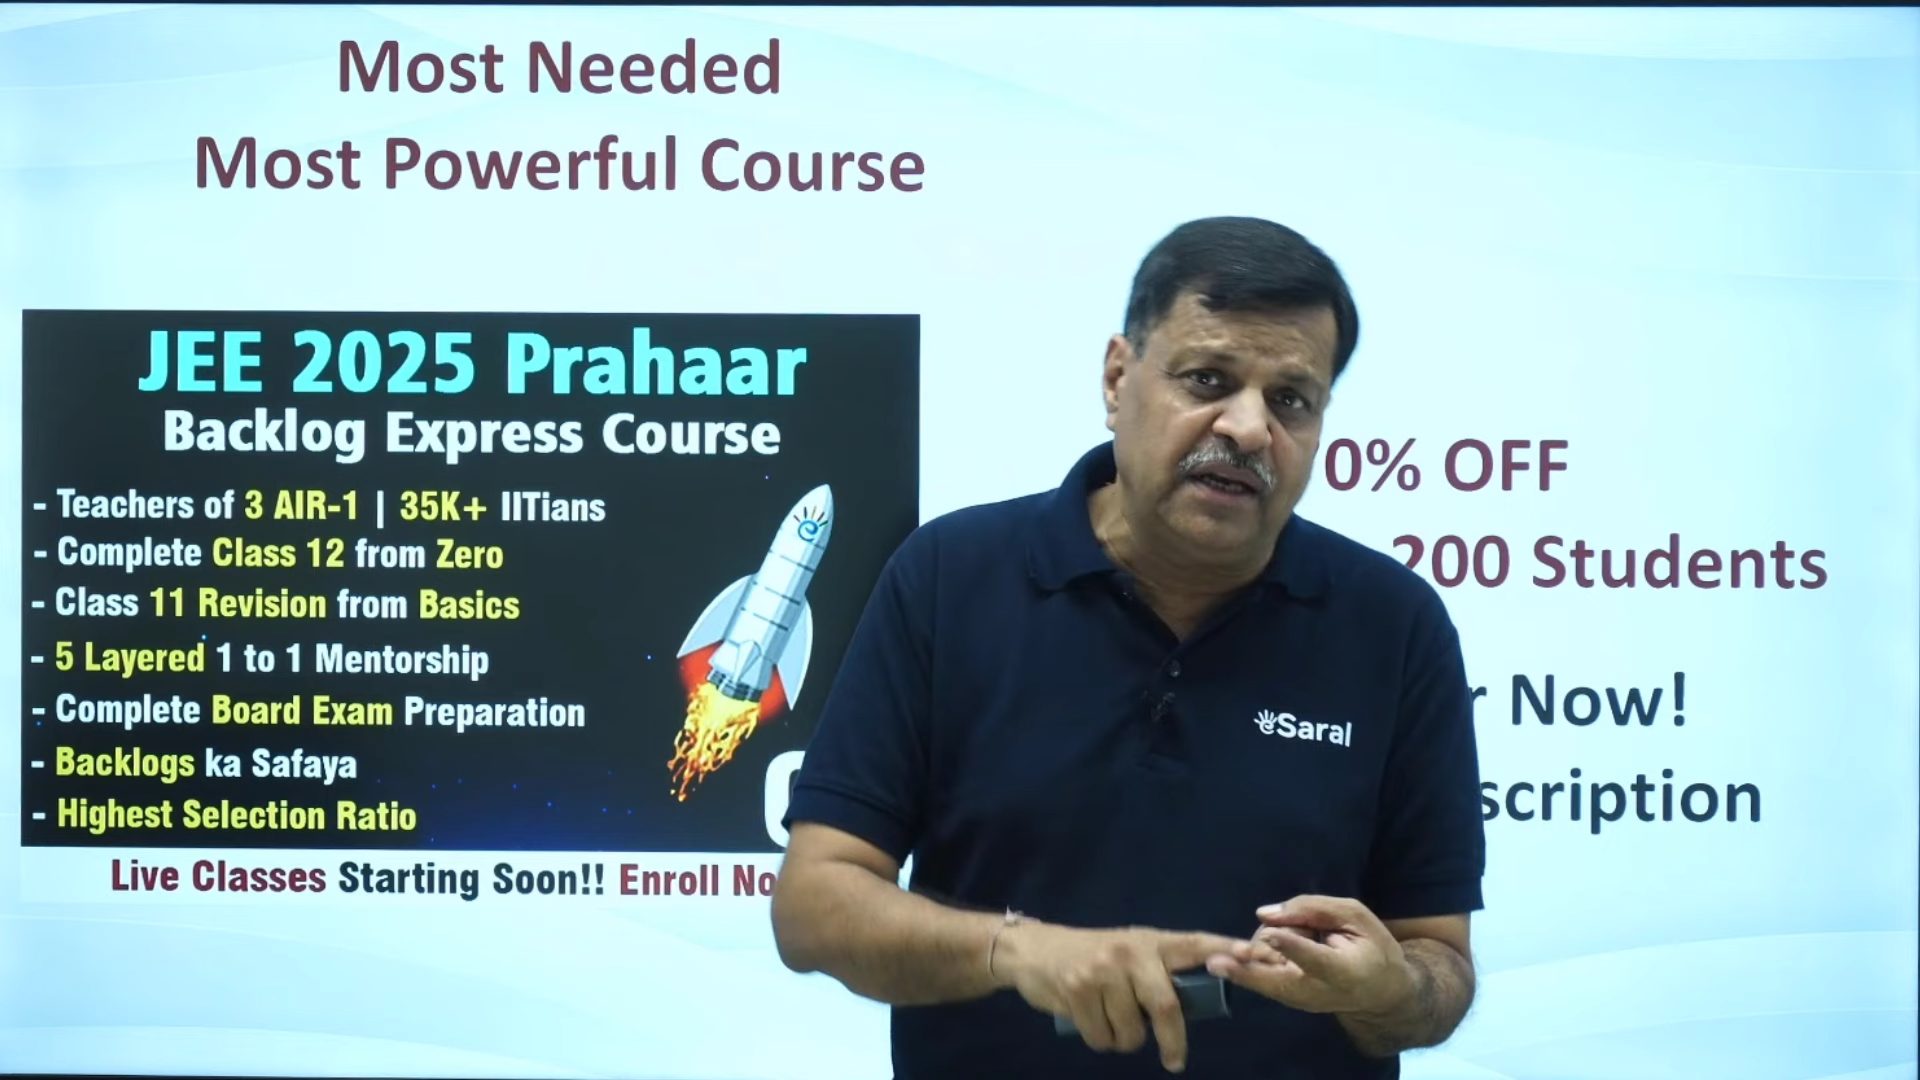 Most Needed
Most Powerful Course
JEE 2025 Prahaar
Backlog Express Course
- Teachers of 3 AIR-1 | 35K+ IITians
- Complete Class 12 from Zero
- Class 11 Revision from Basics
- 5 Layered 1 to 1 Mentorship
- Complete Board Exam Preparation
- Backlogs ka Safaya
- Highest Selection Ratio
Live Classes Starting Soon!! Enroll
0% OFF
200 Students
Now!
eSaral